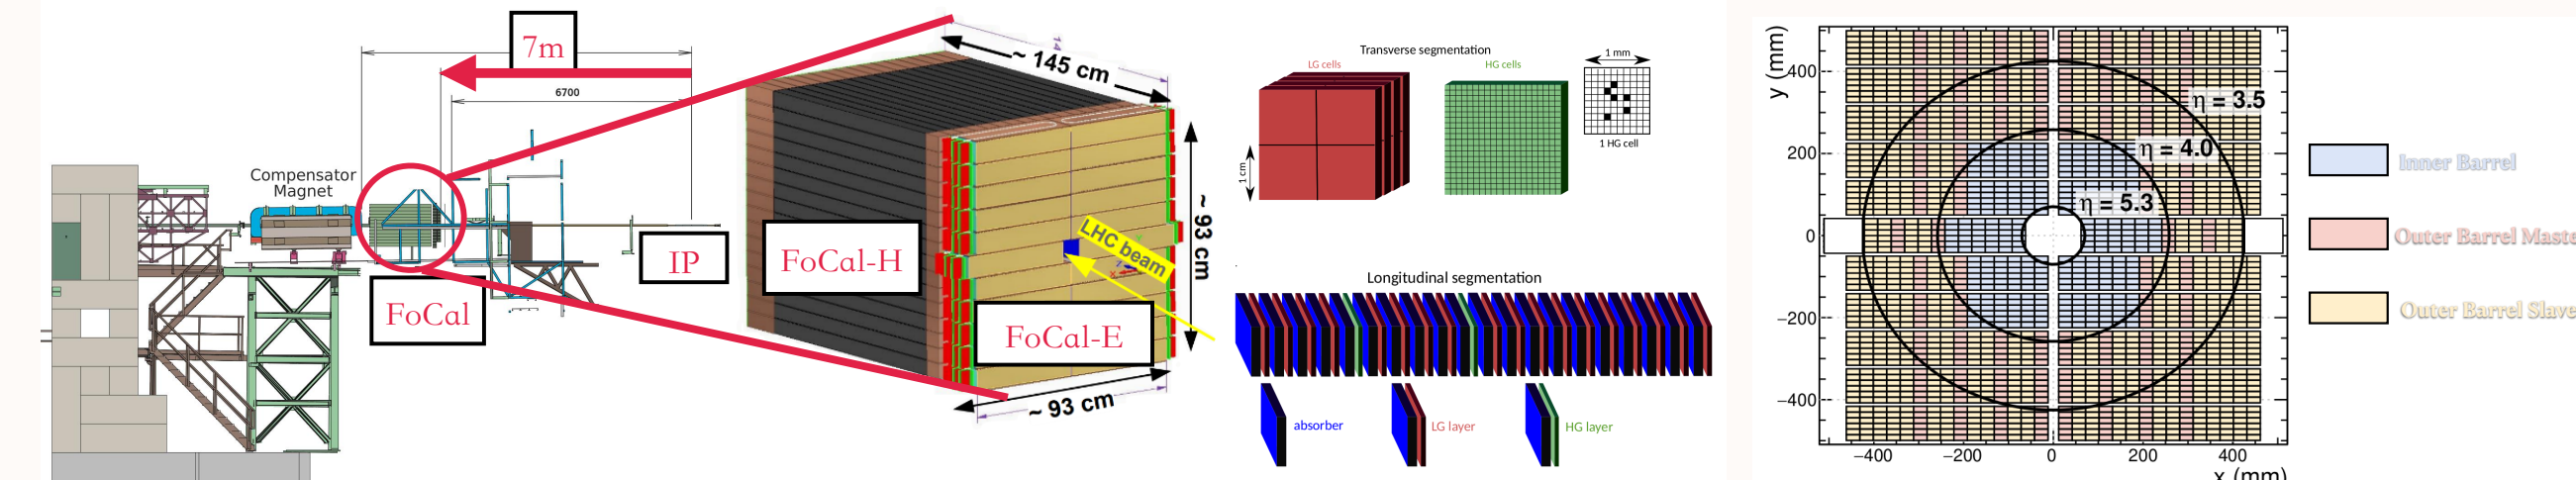 7m
6700
Compensator
Magnet
IP
FoCal
~ 145 cm
FoCal-H
LHC beam
~ 93 cm
FoCal-E
~ 93 cm
Transverse segmentation
LG cells
HG cells
1 mm
1 cm
1 HG cell
Longitudinal segmentation
absorber
LG layer
HG layer
y (mm)
400
200
0
−200
−400
η = 3.5
η = 4.0
η = 5.3
−400
−200
0
200
400
x (mm)
Inner Barrel
Outer Barrel Maste
Outer Barrel Slave